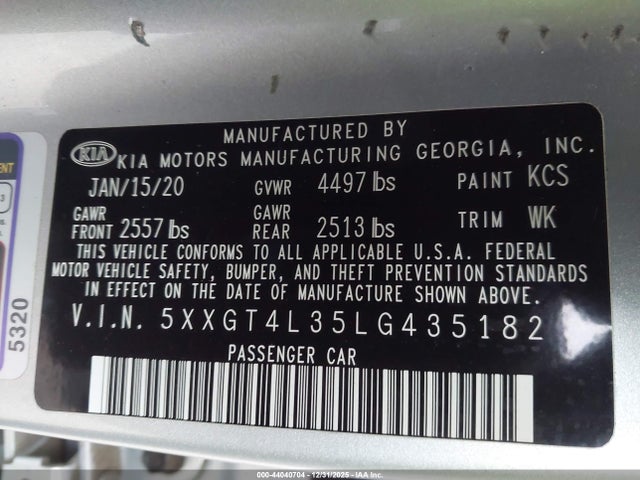 MANUFACTURED BY
KIA KIA MOTORS MANUFACTURING GEORGIA, INC.
JAN/15/20 GVWR 4497 lbs PAINT KCS
GAWR FRONT 2557 lbs GAWR REAR 2513 lbs TRIM WK
THIS VEHICLE CONFORMS TO ALL APPLICABLE U.S.A. FEDERAL
MOTOR VEHICLE SAFETY, BUMPER, AND THEFT PREVENTION STANDARDS
IN EFFECT ON THE DATE OF MANUFACTURE SHOWN ABOVE.
V.I.N. 5XXGT4L35LG435182
PASSENGER CAR
5320
000-44040704 - 12/31/2025 - IAA Inc.